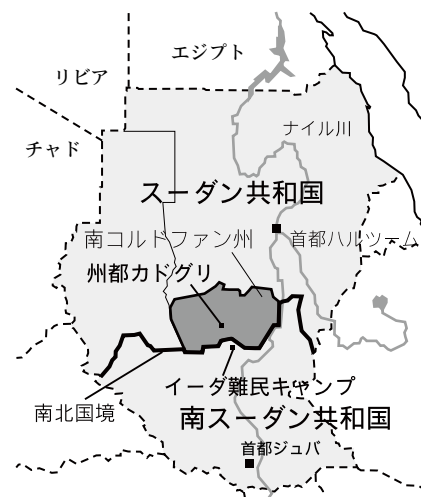 エジプト
リビア
ナイル川
チャド
スーダン共和国
南コルドファン州
首都ハルツーム
州都カドグリ
イーダ難民キャンプ
南北国境
南スーダン共和国
首都ジュバ